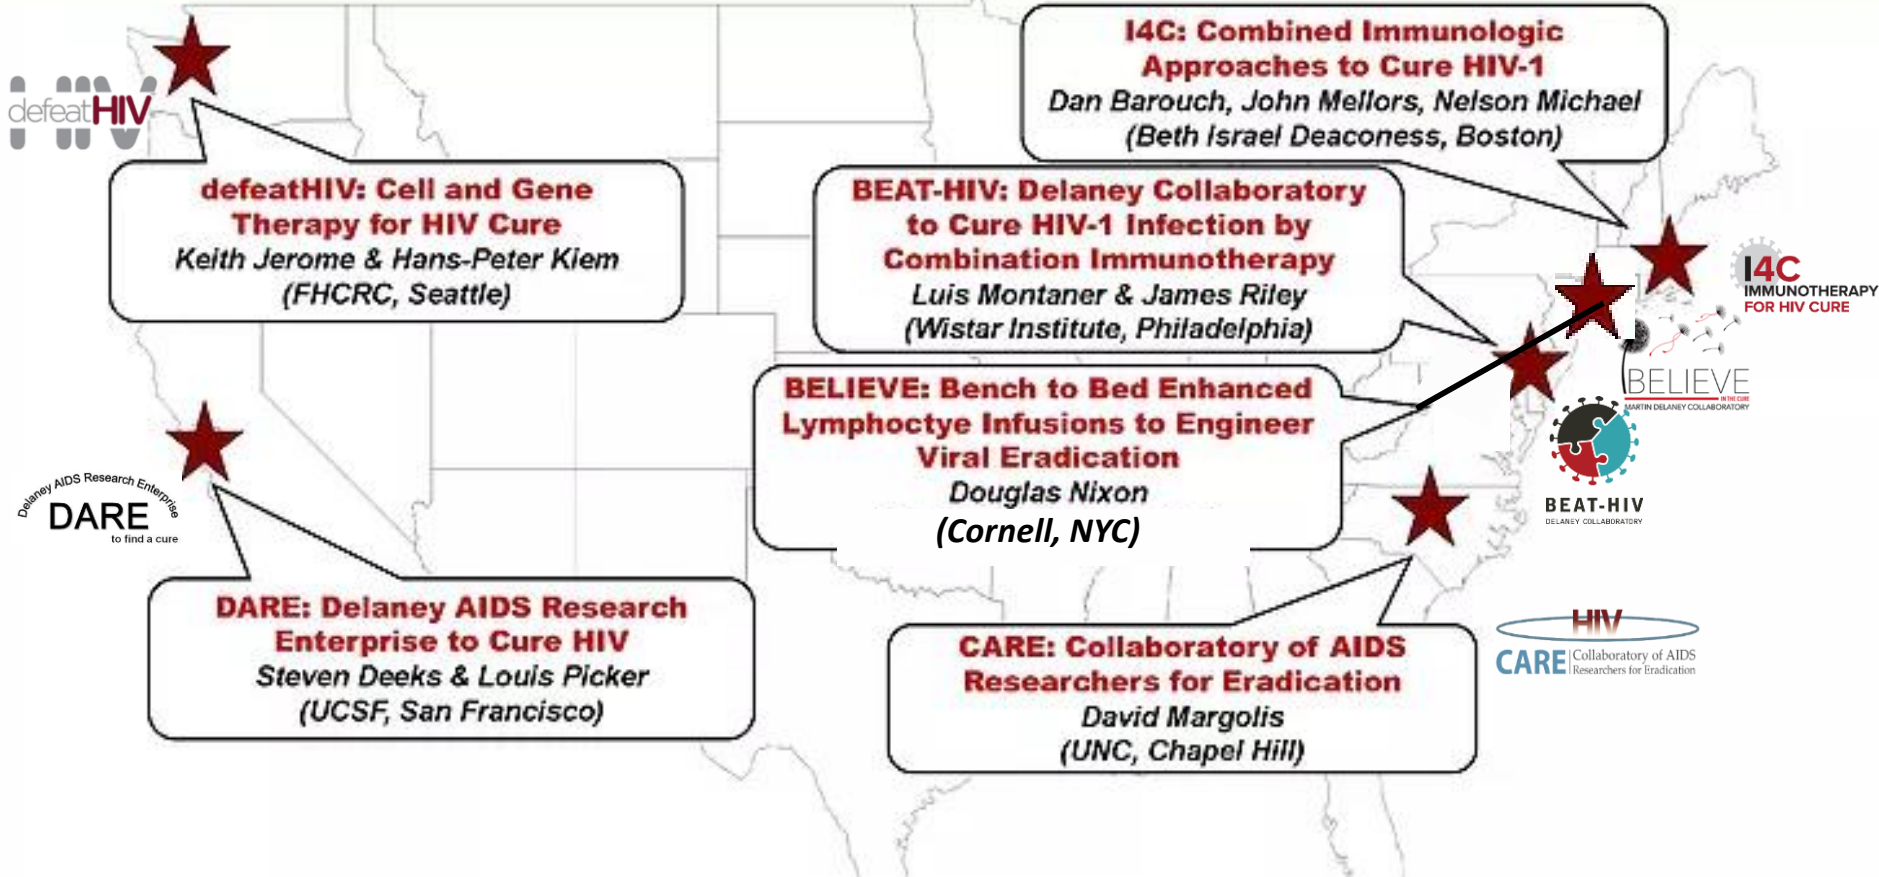 defeatHIV
defeatHIV: Cell and Gene
Therapy for HIV Cure
Keith Jerome & Hans-Peter Kiem
(FHCRC, Seattle)
I4C: Combined Immunologic
Approaches to Cure HIV-1
Dan Barouch, John Mellors, Nelson Michael
(Beth Israel Deaconess, Boston)
BEAT-HIV: Delaney Collaboratory
to Cure HIV-1 Infection by
Combination Immunotherapy
Luis Montaner & James Riley
(Wistar Institute, Philadelphia)
I4C
IMMUNOTHERAPY
FOR HIV CURE
BELIEVE: Bench to Bed Enhanced
Lymphoctye Infusions to Engineer
Viral Eradication
Douglas Nixon
(Cornell, NYC)
BELIEVE
IN THE CURE
MARTIN DELANEY COLLABORATORY
BEAT-HIV
DELANEY COLLABORATORY
Delaney AIDS Research Enterprise
DARE
to find a cure
DARE: Delaney AIDS Research
Enterprise to Cure HIV
Steven Deeks & Louis Picker
(UCSF, San Francisco)
CARE: Collaboratory of AIDS
Researchers for Eradication
David Margolis
(UNC, Chapel Hill)
HIV
CARE Collaboratory of AIDS
Researchers for Eradication